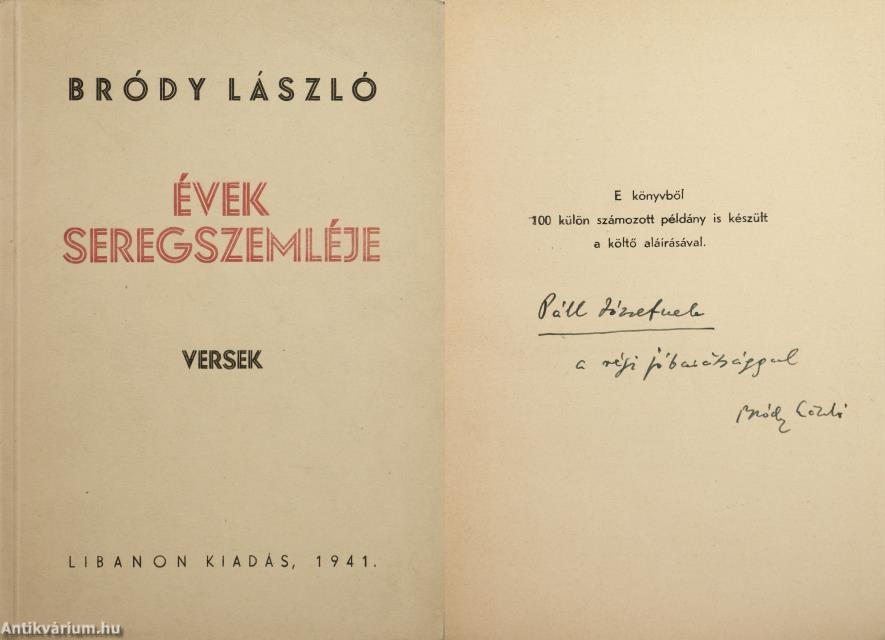 BRÓDY LÁSZLÓ
ÉVEK
SEREGSZEMLÉJE
VERSEK
LIBANON KIADÁS, 1941.
E könyvből
100 külön számozott példány is készült
a költő aláírásával.
Páll Józsefnek
a régi jóbarátsággal
Bródy László
Antikvárium.hu